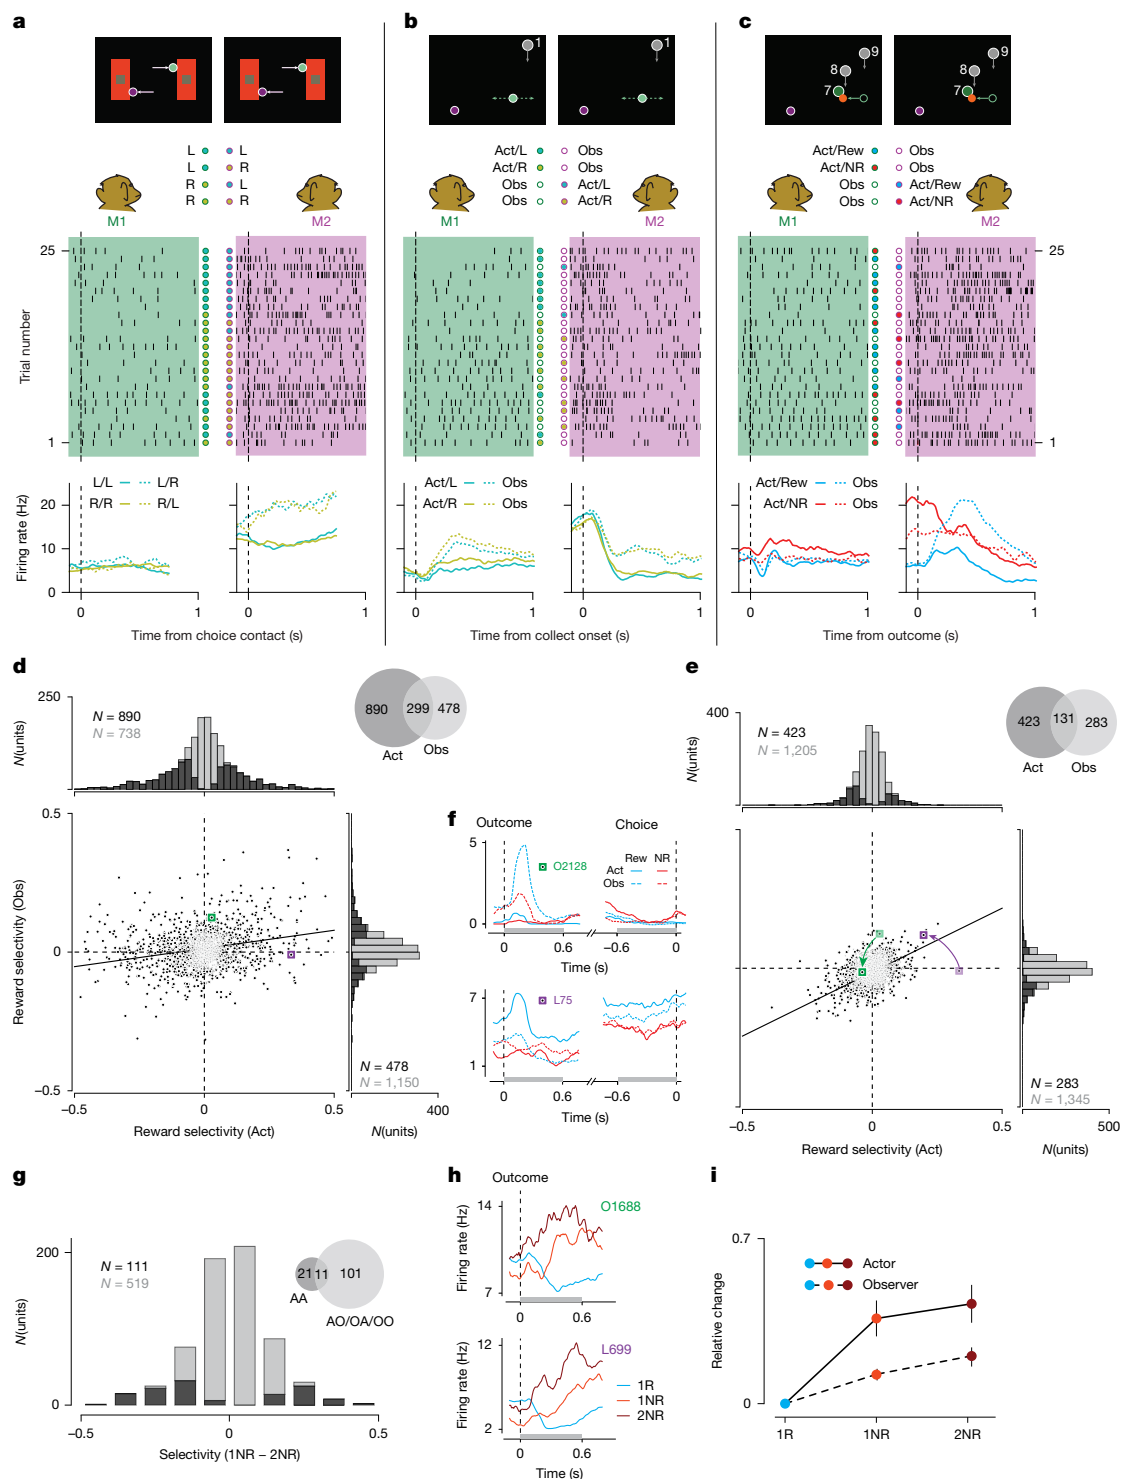 a
b
c
1
1
9
8
7
9
8
7
L L
L R
R L
R R
Act/L Obs
Act/R Obs
Obs Act/L
Obs Act/R
Act/Rew Obs
Act/NR Obs
Obs Act/Rew
Obs Act/NR
M1 M2
M1 M2
M1 M2
Trial number
25
1
25
1
Firing rate (Hz)
20
10
0
L/L L/R
R/R R/L
Act/L Obs
Act/R Obs
Act/Rew Obs
Act/NR Obs
0 1 0 1 0 1
0 1 0 1 0 1
Time from choice contact (s)
Time from collect onset (s)
Time from outcome (s)
d
250
N(units)
N = 890
N = 738
890 299 478
Act Obs
0.5
0
−0.5
Reward selectivity (Obs)
N = 478
N = 1,150
−0.5 0 0.5 400
Reward selectivity (Act) N(units)
e
400
N(units)
N = 423
N = 1,205
423 131 283
Act Obs
N = 283
N = 1,345
−0.5 0 0.5 500
Reward selectivity (Act) N(units)
f
Outcome Choice
5
0
O2128
Rew NR
Act
Obs
0 0.6 −0.6 0
Time (s)
7
1
L75
0 0.6 −0.6 0
Time (s)
g
200
0
N(units)
N = 111
N = 519
21 11 101
AA
AO/OA/OO
−0.5 0 0.5
Selectivity (1NR − 2NR)
h
Outcome
14
7
Firing rate (Hz)
O1688
0 0.6
12
2
Firing rate (Hz)
L699
1R
1NR
2NR
0 0.6
Time (s)
i
0.7
0
Relative change
Actor
Observer
1R 1NR 2NR